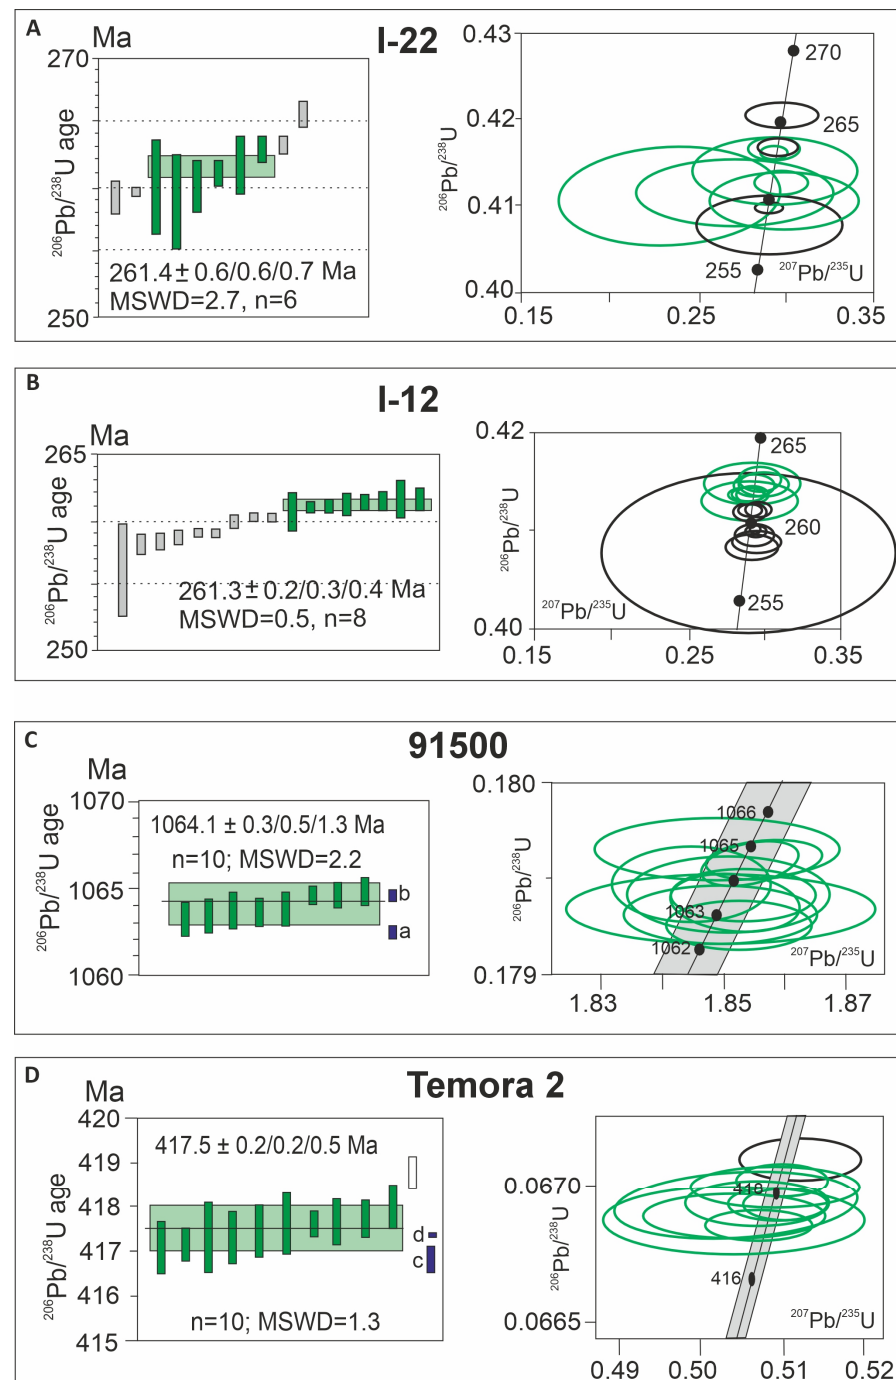 A
Ma
I-22
270
²⁰⁶Pb/²³⁸U age
261.4 ± 0.6/0.6/0.7 Ma
MSWD=2.7, n=6
250
0.43
0.42
0.41
0.40
²⁰⁶Pb/²³⁸U
270
265
255
²⁰⁷Pb/²³⁵U
0.15
0.25
0.35
B
I-12
Ma
265
²⁰⁶Pb/²³⁸U age
261.3 ± 0.2/0.3/0.4 Ma
MSWD=0.5, n=8
250
0.42
²⁰⁶Pb/²³⁸U
0.40
265
260
255
²⁰⁷Pb/²³⁵U
0.15
0.25
0.35
C
91500
Ma
1070
²⁰⁶Pb/²³⁸U age
1064.1 ± 0.3/0.5/1.3 Ma
n=10; MSWD=2.2
1065
b
a
1060
0.180
²⁰⁶Pb/²³⁸U
0.179
1066
1065
1063
1062
²⁰⁷Pb/²³⁵U
1.83
1.85
1.87
D
Temora 2
Ma
420
417.5 ± 0.2/0.2/0.5 Ma
419
²⁰⁶Pb/²³⁸U age
418
417
d
c
416
n=10; MSWD=1.3
415
0.0670
²⁰⁶Pb/²³⁸U
0.0665
418
416
²⁰⁷Pb/²³⁵U
0.49
0.50
0.51
0.52